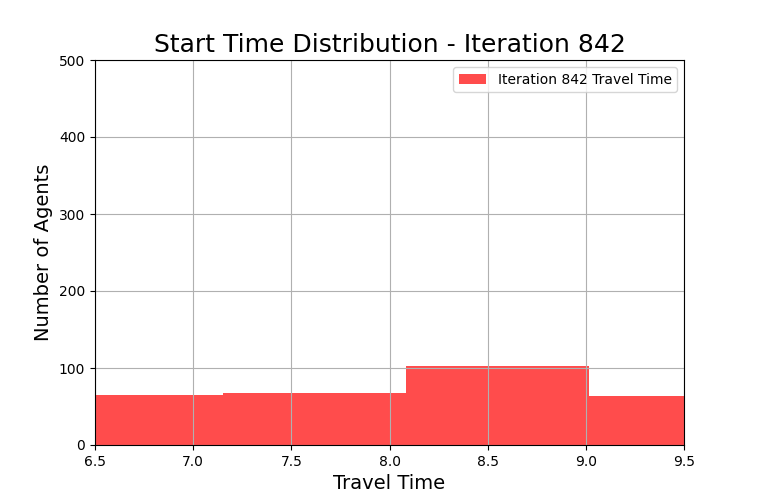 Start Time Distribution - Iteration 842
Iteration 842 Travel Time
Number of Agents
500
400
300
200
100
0
6.5 7.0 7.5 8.0 8.5 9.0 9.5
Travel Time